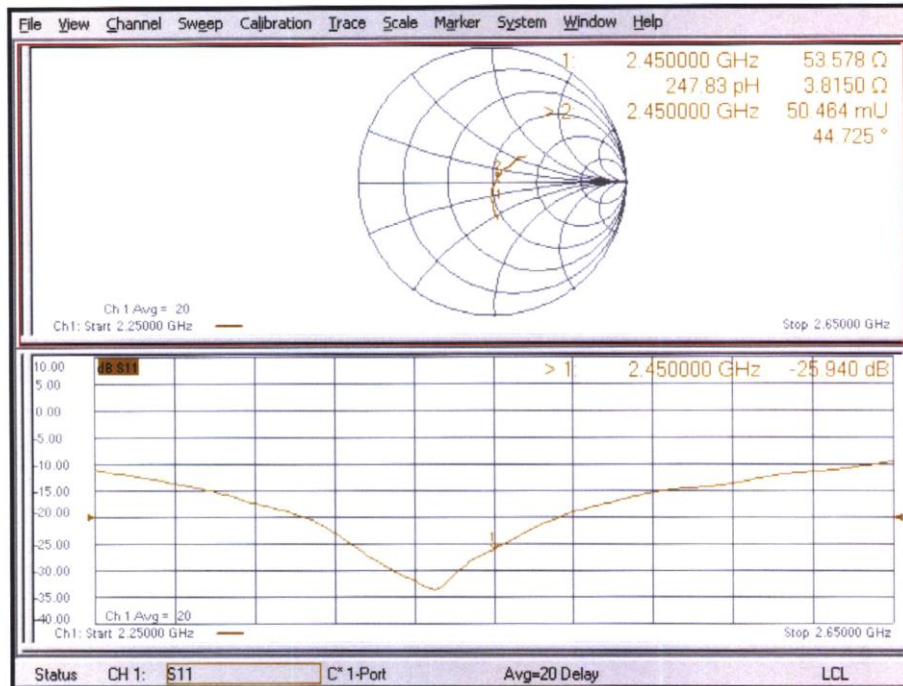 File View Channel Sweep Calibration Trace Scale Marker System Window Help
1: 2.450000 GHz 53.578 Ω
247.83 pH 3.8150 Ω
> 2: 2.450000 GHz 50.464 mU
44.725 °
Ch 1 Avg = 20
Ch1: Start 2.25000 GHz
Stop 2.65000 GHz
10.00
dB S11
> 1: 2.450000 GHz -25.940 dB
5.00
0.00
-5.00
-10.00
-15.00
-20.00
-25.00
1
-30.00
-35.00
-40.00
Ch 1 Avg = 20
Ch1: Start 2.25000 GHz
Stop 2.65000 GHz
Status CH 1: S11 C* 1-Port Avg=20 Delay LCL